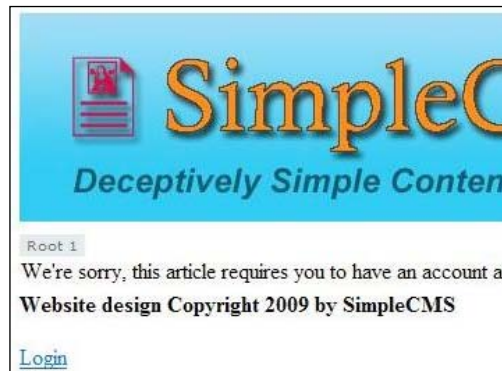 SimpleC
Deceptively Simple Conten
Root 1
We're sorry, this article requires you to have an account a
Website design Copyright 2009 by SimpleCMS
Login